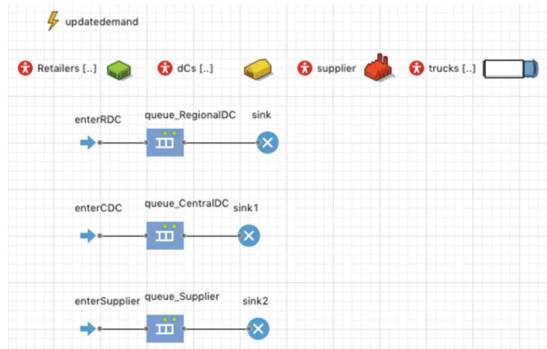 updatedemand
Retailers [..] dCs [..] supplier trucks [..]
enterRDC queue_RegionalDC sink
enterCDC queue_CentralDC sink1
enterSupplier queue_Supplier sink2